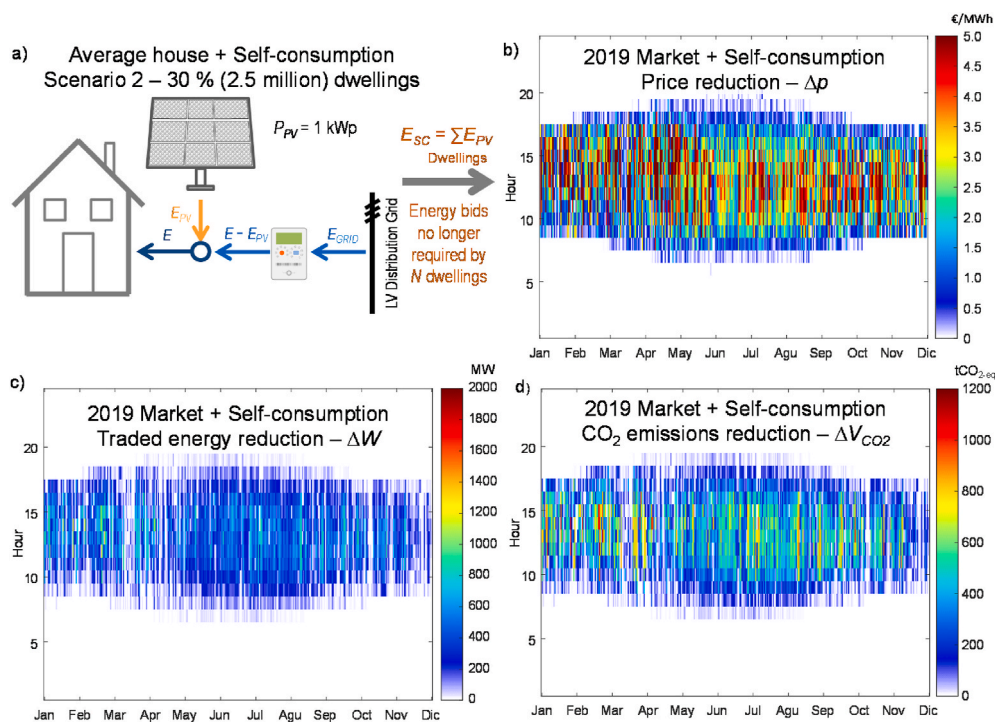 a)
Average house + Self-consumption
Scenario 2 – 30 % (2.5 million) dwellings
P_PV = 1 kWp
E_SC = ∑E_PV
Dwellings
E_PV
E
E – E_PV
E_GRID
LV Distribution Grid
Energy bids
no longer
required by
N dwellings
b)
2019 Market + Self-consumption
Price reduction – Δp
€/MWh
Hour
20
15
10
5
Jan Feb Mar Apr May Jun Jul Agu Sep Oct Nov Dic
5.0
4.5
4.0
3.5
3.0
2.5
2.0
1.5
1.0
0.5
0
c)
2019 Market + Self-consumption
Traded energy reduction – ΔW
MW
Hour
20
15
10
5
Jan Feb Mar Apr May Jun Jul Agu Sep Oct Nov Dic
2000
1800
1600
1400
1200
1000
800
600
400
200
0
d)
2019 Market + Self-consumption
CO2 emissions reduction – ΔV_CO2
tCO2-eq
Hour
20
15
10
5
Jan Feb Mar Apr May Jun Jul Agu Sep Oct Nov Dic
1200
1000
800
600
400
200
0